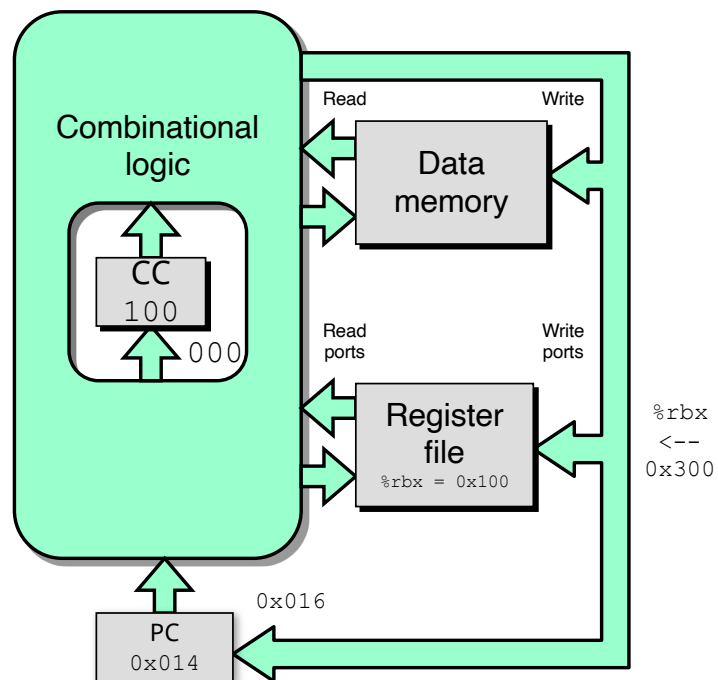 Read
Write
Combinational
logic
Data
memory
CC
100
000
Read
ports
Write
ports
Register
file
%rbx = 0x100
%rbx
<--
0x300
0x016
PC
0x014